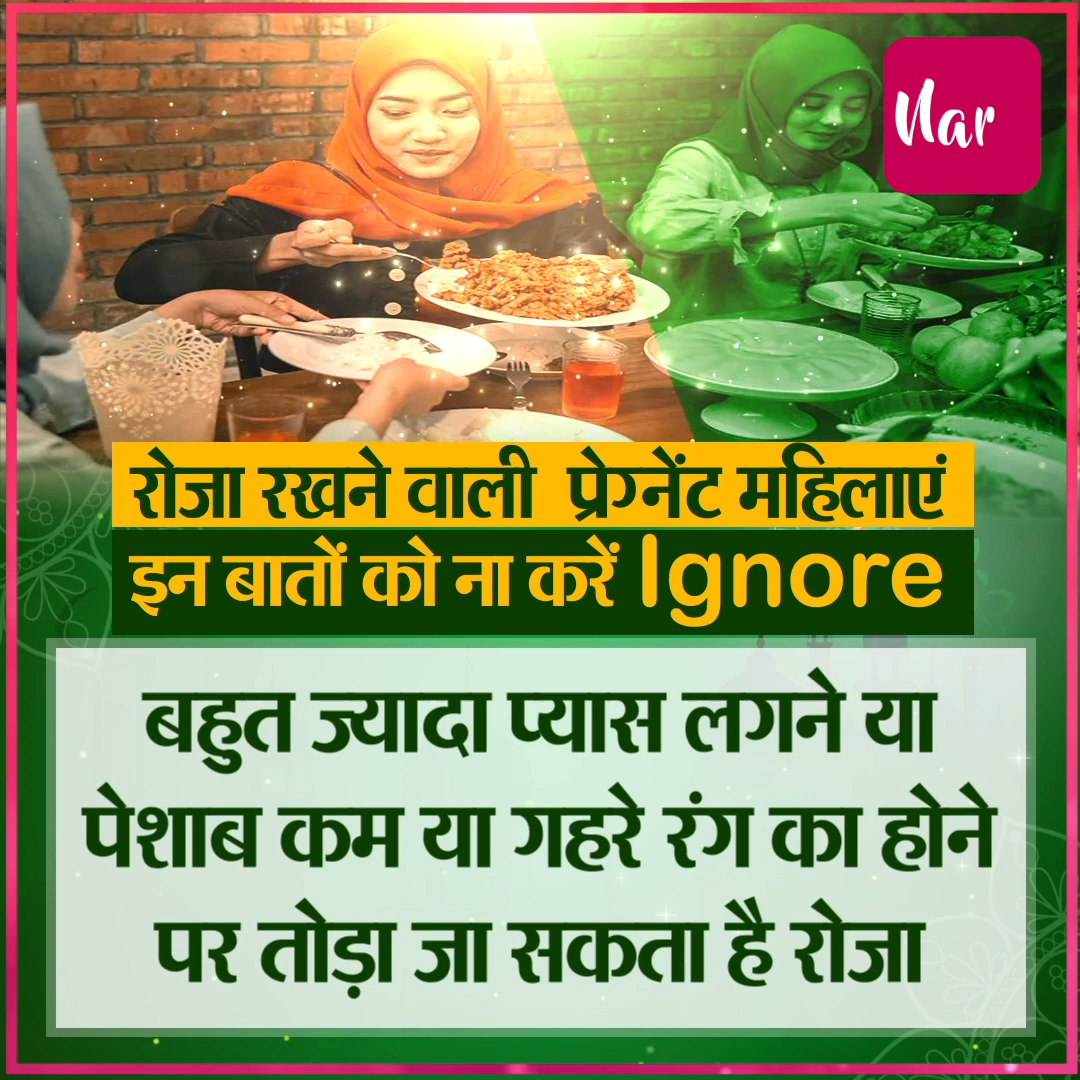 Nar
रोजा रखने वाली प्रेग्नेंट महिलाएं
इन बातों को ना करें Ignore
बहुत ज्यादा प्यास लगने या
पेशाब कम या गहरे रंग का होने
पर तोड़ा जा सकता है रोजा